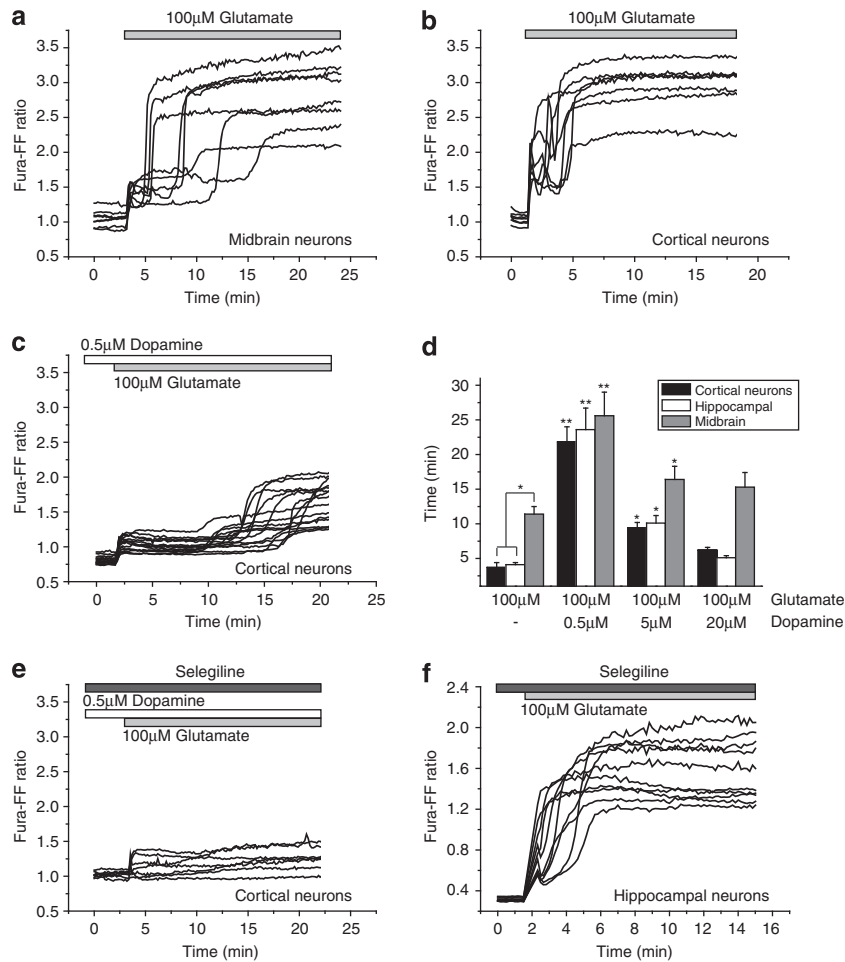 a
100μM Glutamate
3.5
3.0
2.5
2.0
1.5
1.0
0.5
Fura-FF ratio
Midbrain neurons
0 5 10 15 20 25
Time (min)
b
100μM Glutamate
3.5
3.0
2.5
2.0
1.5
1.0
0.5
Fura-FF ratio
Cortical neurons
0 5 10 15 20
Time (min)
c
0.5μM Dopamine
100μM Glutamate
3.5
3.0
2.5
2.0
1.5
1.0
0.5
Fura-FF ratio
Cortical neurons
0 5 10 15 20 25
Time (min)
d
30
25
20
15
10
5
Time (min)
Cortical neurons
Hippocampal
Midbrain
*
** ** **
* * *
100μM 100μM 100μM 100μM Glutamate
- 0.5μM 5μM 20μM Dopamine
e
Selegiline
0.5μM Dopamine
100μM Glutamate
3.5
3.0
2.5
2.0
1.5
1.0
0.5
Fura-FF ratio
Cortical neurons
0 5 10 15 20 25
Time (min)
f
Selegiline
100μM Glutamate
2.4
2.0
1.6
1.2
0.8
0.4
Fura-FF ratio
Hippocampal neurons
0 2 4 6 8 10 12 14 16
Time (min)